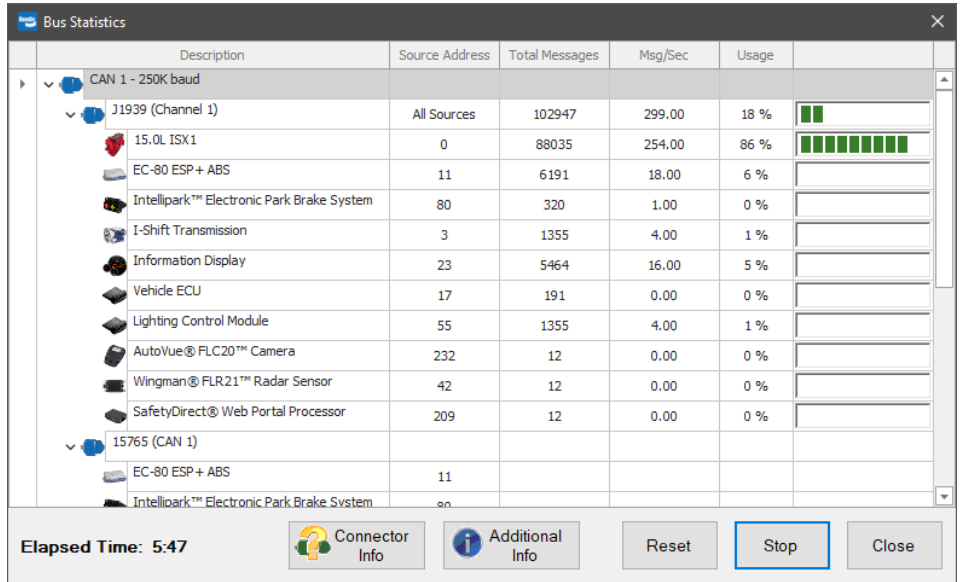 Bus Statistics
Description Source Address Total Messages Msg/Sec Usage
CAN 1 - 250K baud
J1939 (Channel 1) All Sources 102947 299.00 18 %
15.0L ISX1 0 88035 254.00 86 %
EC-80 ESP+ ABS 11 6191 18.00 6 %
Intellipark™ Electronic Park Brake System 80 320 1.00 0 %
I-Shift Transmission 3 1355 4.00 1 %
Information Display 23 5464 16.00 5 %
Vehicle ECU 17 191 0.00 0 %
Lighting Control Module 55 1355 4.00 1 %
AutoVue® FLC20™ Camera 232 12 0.00 0 %
Wingman® FLR21™ Radar Sensor 42 12 0.00 0 %
SafetyDirect® Web Portal Processor 209 12 0.00 0 %
15765 (CAN 1)
EC-80 ESP+ ABS 11
Intellipark™ Electronic Park Brake System 80
Elapsed Time: 5:47
Connector Info
Additional Info
Reset
Stop
Close